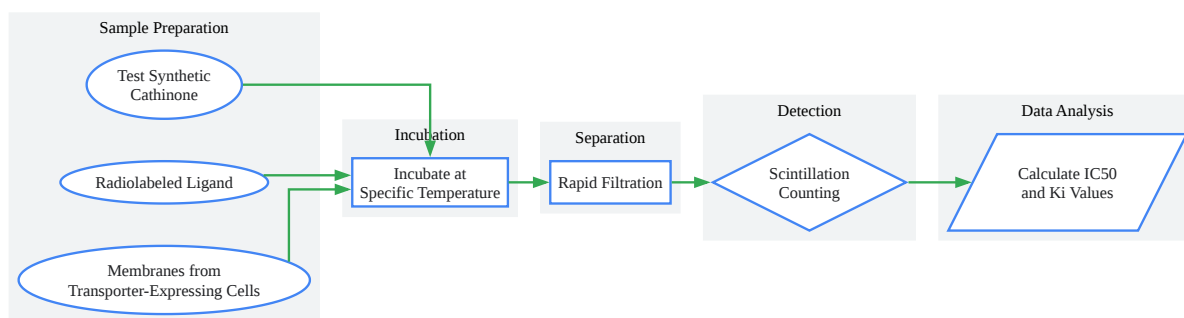 Sample Preparation
Test Synthetic
Cathinone
Radiolabeled Ligand
Membranes from
Transporter-Expressing Cells
Incubation
Incubate at
Specific Temperature
Separation
Rapid Filtration
Detection
Scintillation
Counting
Data Analysis
Calculate IC50
and Ki Values